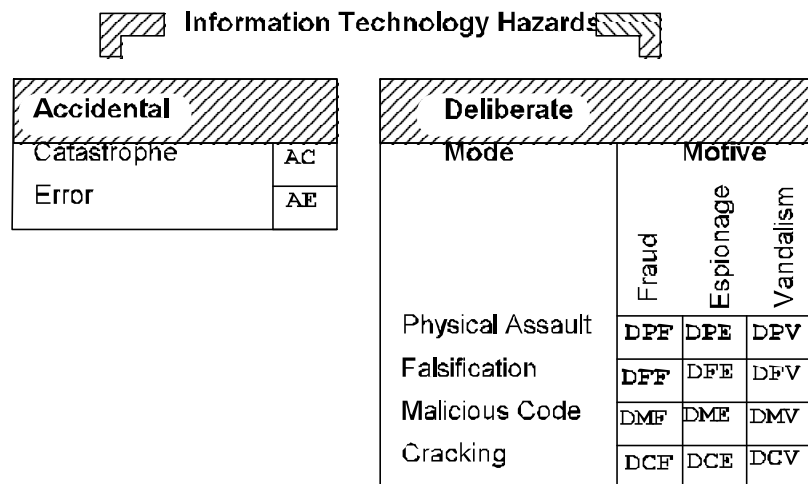 Information Technology Hazards
Accidental
Catastrophe AC
Error AE
Deliberate
Mode Motive
Fraud Espionage Vandalism
Physical Assault DPF DPE DPV
Falsification DFF DFE DFV
Malicious Code DMF DME DMV
Cracking DCF DCE DCV